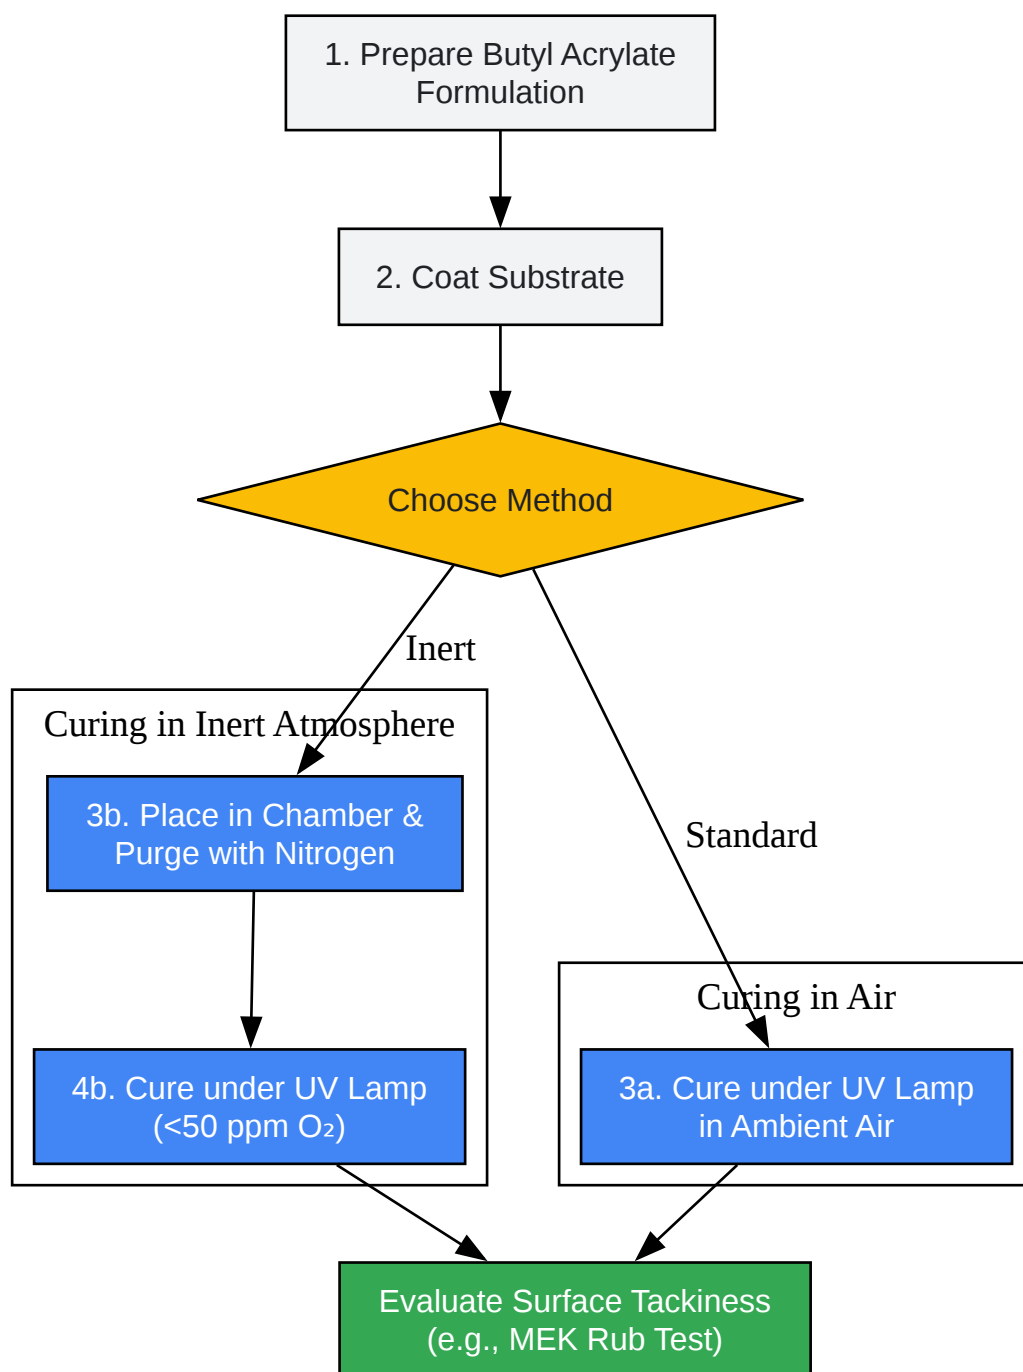 1. Prepare Butyl Acrylate
Formulation
2. Coat Substrate
Choose Method
Inert
Standard
Curing in Inert Atmosphere
3b. Place in Chamber &
Purge with Nitrogen
4b. Cure under UV Lamp
(<50 ppm O₂)
Curing in Air
3a. Cure under UV Lamp
in Ambient Air
Evaluate Surface Tackiness
(e.g., MEK Rub Test)